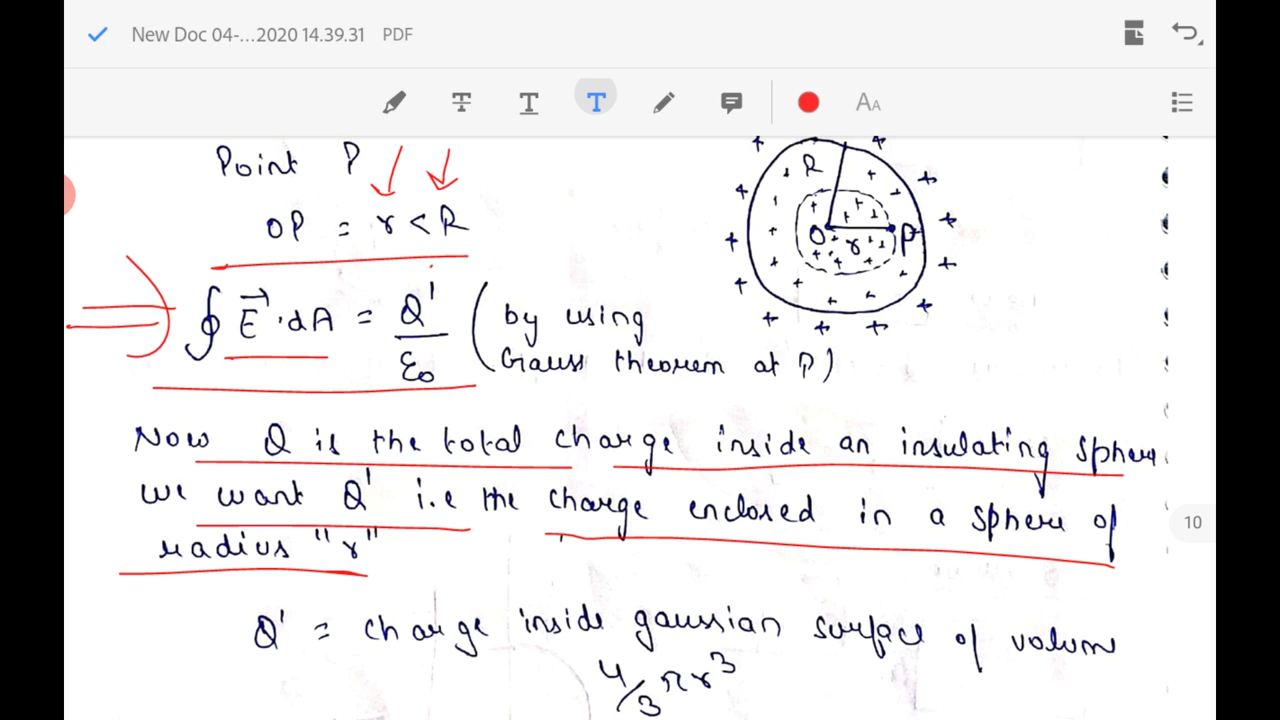 New Doc 04-...2020 14.39.31 PDF
Point P
OP = r < R
∮ E⃗ . dA = Q'/ε₀ (by using
Gauss theorem at P)
R
O r P
Now Q is the total charge inside an insulating sphere
we want Q' i.e the charge enclosed in a sphere of
radius "r"
10
Q' = charge inside gaussian surface of volume
4/3 πr³